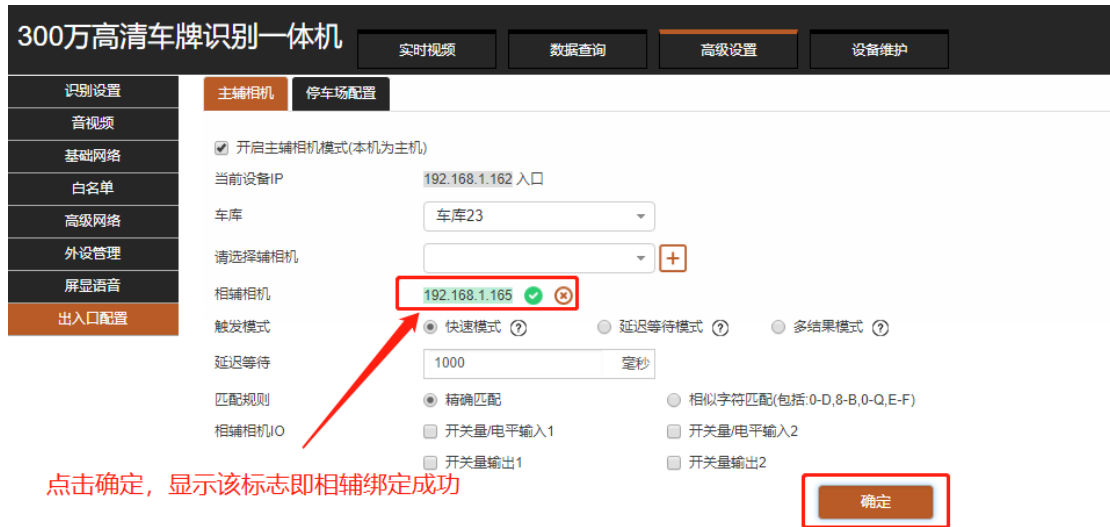 300万高清车牌识别一体机
实时视频 数据查询 高级设置 设备维护
识别设置 主辅相机 停车场配置
音视频
基础网络
白名单
高级网络
外设管理
屏显语音
出入口配置
开启主辅相机模式(本机为主机)
当前设备IP 192.168.1.162 入口
车库 车库23
请选择辅相机
相辅相机 192.168.1.165
触发模式 快速模式 ? 延迟等待模式 ? 多结果模式 ?
延迟等待 1000 毫秒
匹配规则 精确匹配 相似字符匹配(包括:0-D,8-B,0-Q,E-F)
相辅相机IO 开关量/电平输入1 开关量/电平输入2
开关量输出1 开关量输出2
点击确定，显示该标志即相辅绑定成功
确定